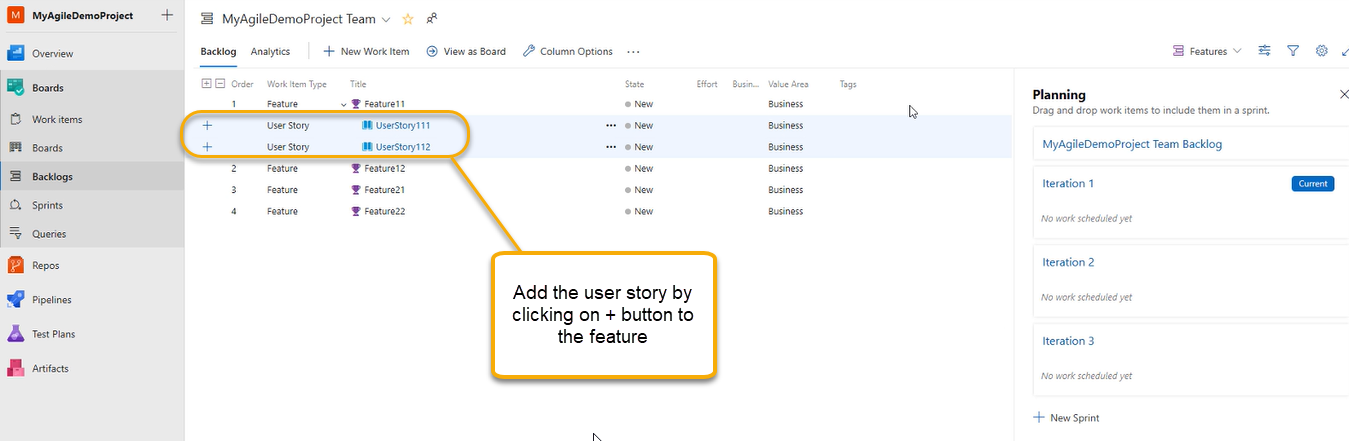 M MyAgileDemoProject
MyAgileDemoProject Team
Overview
Boards
Work items
Boards
Backlogs
Sprints
Queries
Repos
Pipelines
Test Plans
Artifacts
Backlog Analytics New Work Item View as Board Column Options ... Features
Order Work Item Type Title State Effort Busin... Value Area Tags
1 Feature Feature11 New Business
User Story UserStory111 ... New Business
User Story UserStory112 ... New Business
2 Feature Feature12 New Business
3 Feature Feature21 New Business
4 Feature Feature22 New Business
Add the user story by
clicking on + button to
the feature
Planning
Drag and drop work items to include them in a sprint.
MyAgileDemoProject Team Backlog
Iteration 1 Current
No work scheduled yet
Iteration 2
No work scheduled yet
Iteration 3
No work scheduled yet
New Sprint